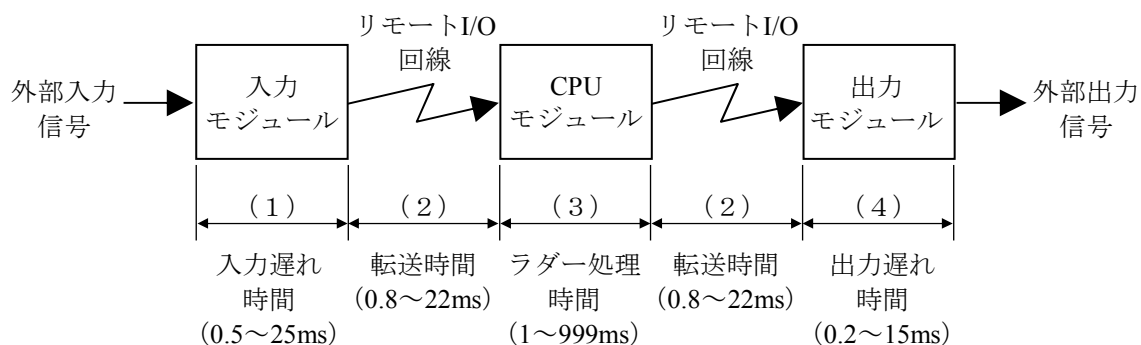 リモートI/O
回線
リモートI/O
回線
外部入力
信号
入力
モジュール
CPU
モジュール
出力
モジュール
外部出力
信号
（１）
（２）
（３）
（２）
（４）
入力遅れ
時間
（0.5～25ms）
転送時間
（0.8～22ms）
ラダー処理
時間
（1～999ms）
転送時間
（0.8～22ms）
出力遅れ
時間
（0.2～15ms）